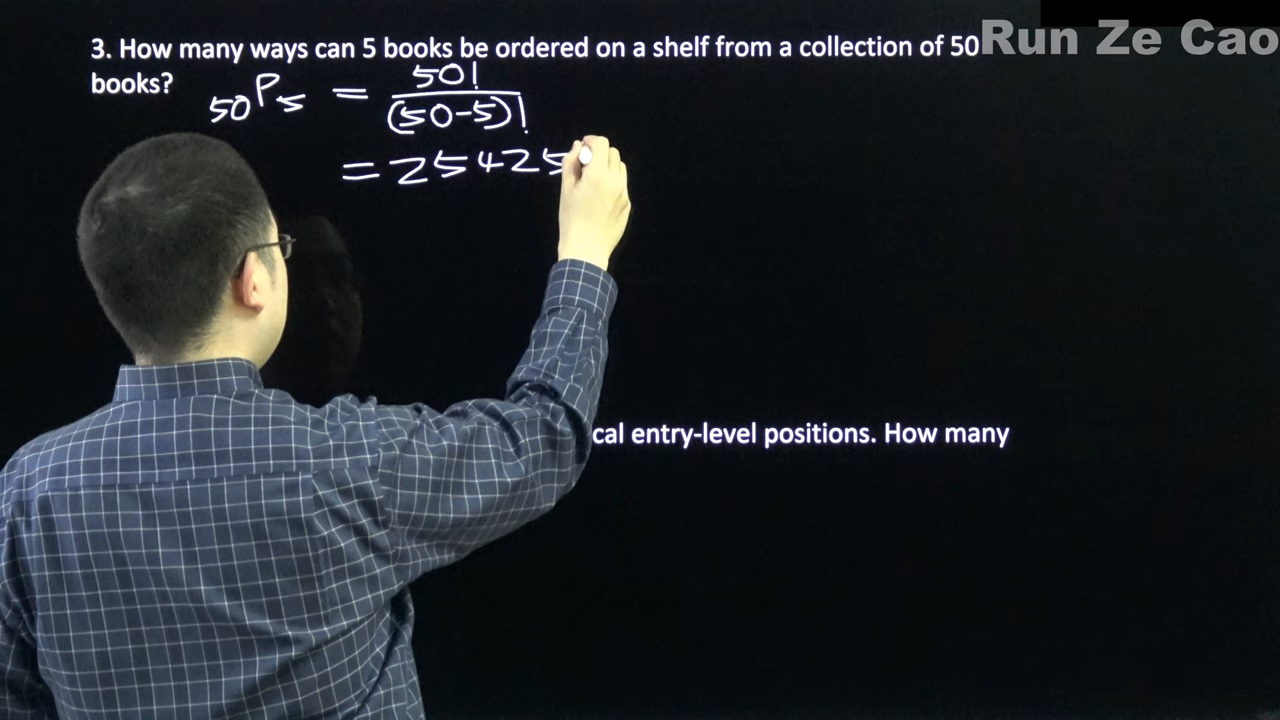 Run Ze Cao
3. How many ways can 5 books be ordered on a shelf from a collection of 50
books?
50P5 = 50!/(50-5)!
= 25425
cal entry-level positions. How many